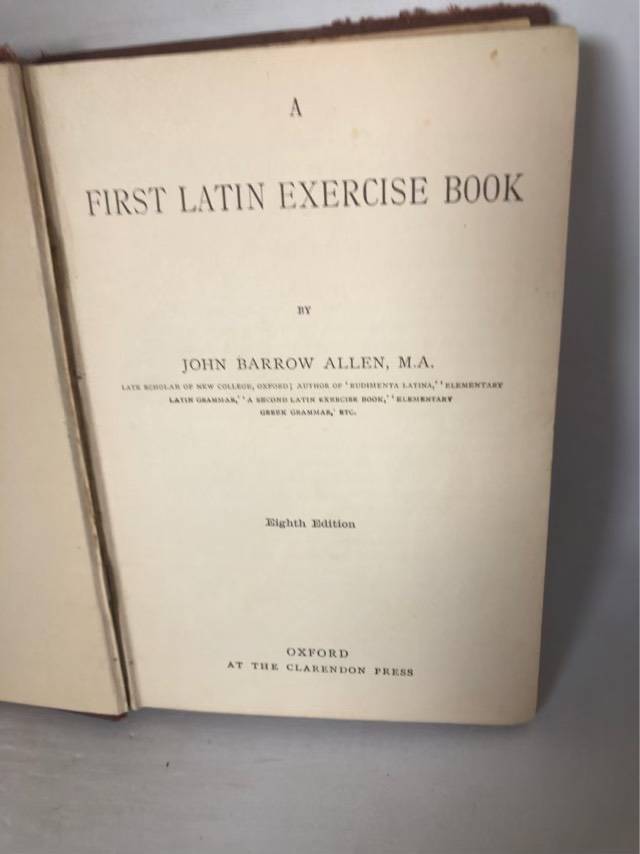 A
FIRST LATIN EXERCISE BOOK
BY
JOHN BARROW ALLEN, M.A.
LATE SCHOLAR OF NEW COLLEGE, OXFORD; AUTHOR OF 'RUDIMENTA LATINA,' 'ELEMENTARY
LATIN GRAMMAR,' 'A SECOND LATIN EXERCISE BOOK,' 'ELEMENTARY
GREEK GRAMMAR,' ETC.
Eighth Edition
OXFORD
AT THE CLARENDON PRESS